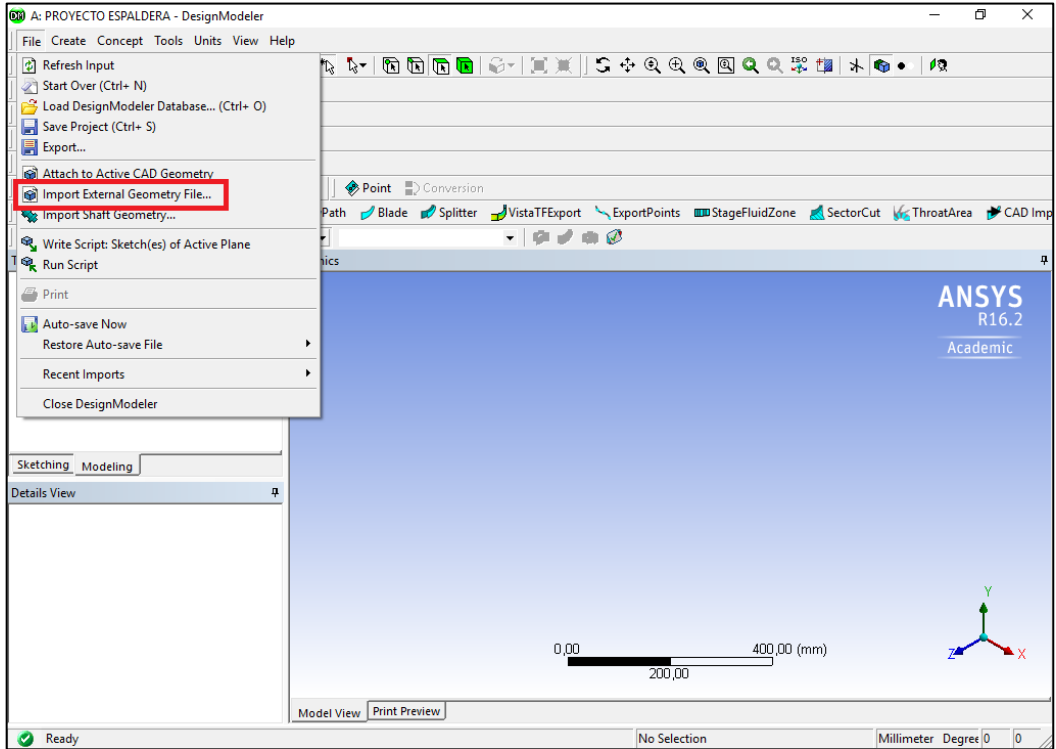 A: PROYECTO ESPALDERA - DesignModeler
File Create Concept Tools Units View Help
Refresh Input
Start Over (Ctrl+ N)
Load DesignModeler Database... (Ctrl+ O)
Save Project (Ctrl+ S)
Export...
Attach to Active CAD Geometry
Import External Geometry File...
Import Shaft Geometry...
Write Script: Sketch(es) of Active Plane
Run Script
Print
Auto-save Now
Restore Auto-save File
Recent Imports
Close DesignModeler
ISO
Point Conversion
Path Blade Splitter VistaTFExport ExportPoints StageFluidZone SectorCut ThroatArea CAD Imp
T
nics
ANSYS
R16.2
Academic
Sketching Modeling
Details View
Y
Z
X
0,00 400,00 (mm)
200,00
Model View Print Preview
Ready No Selection Millimeter Degree 0 0